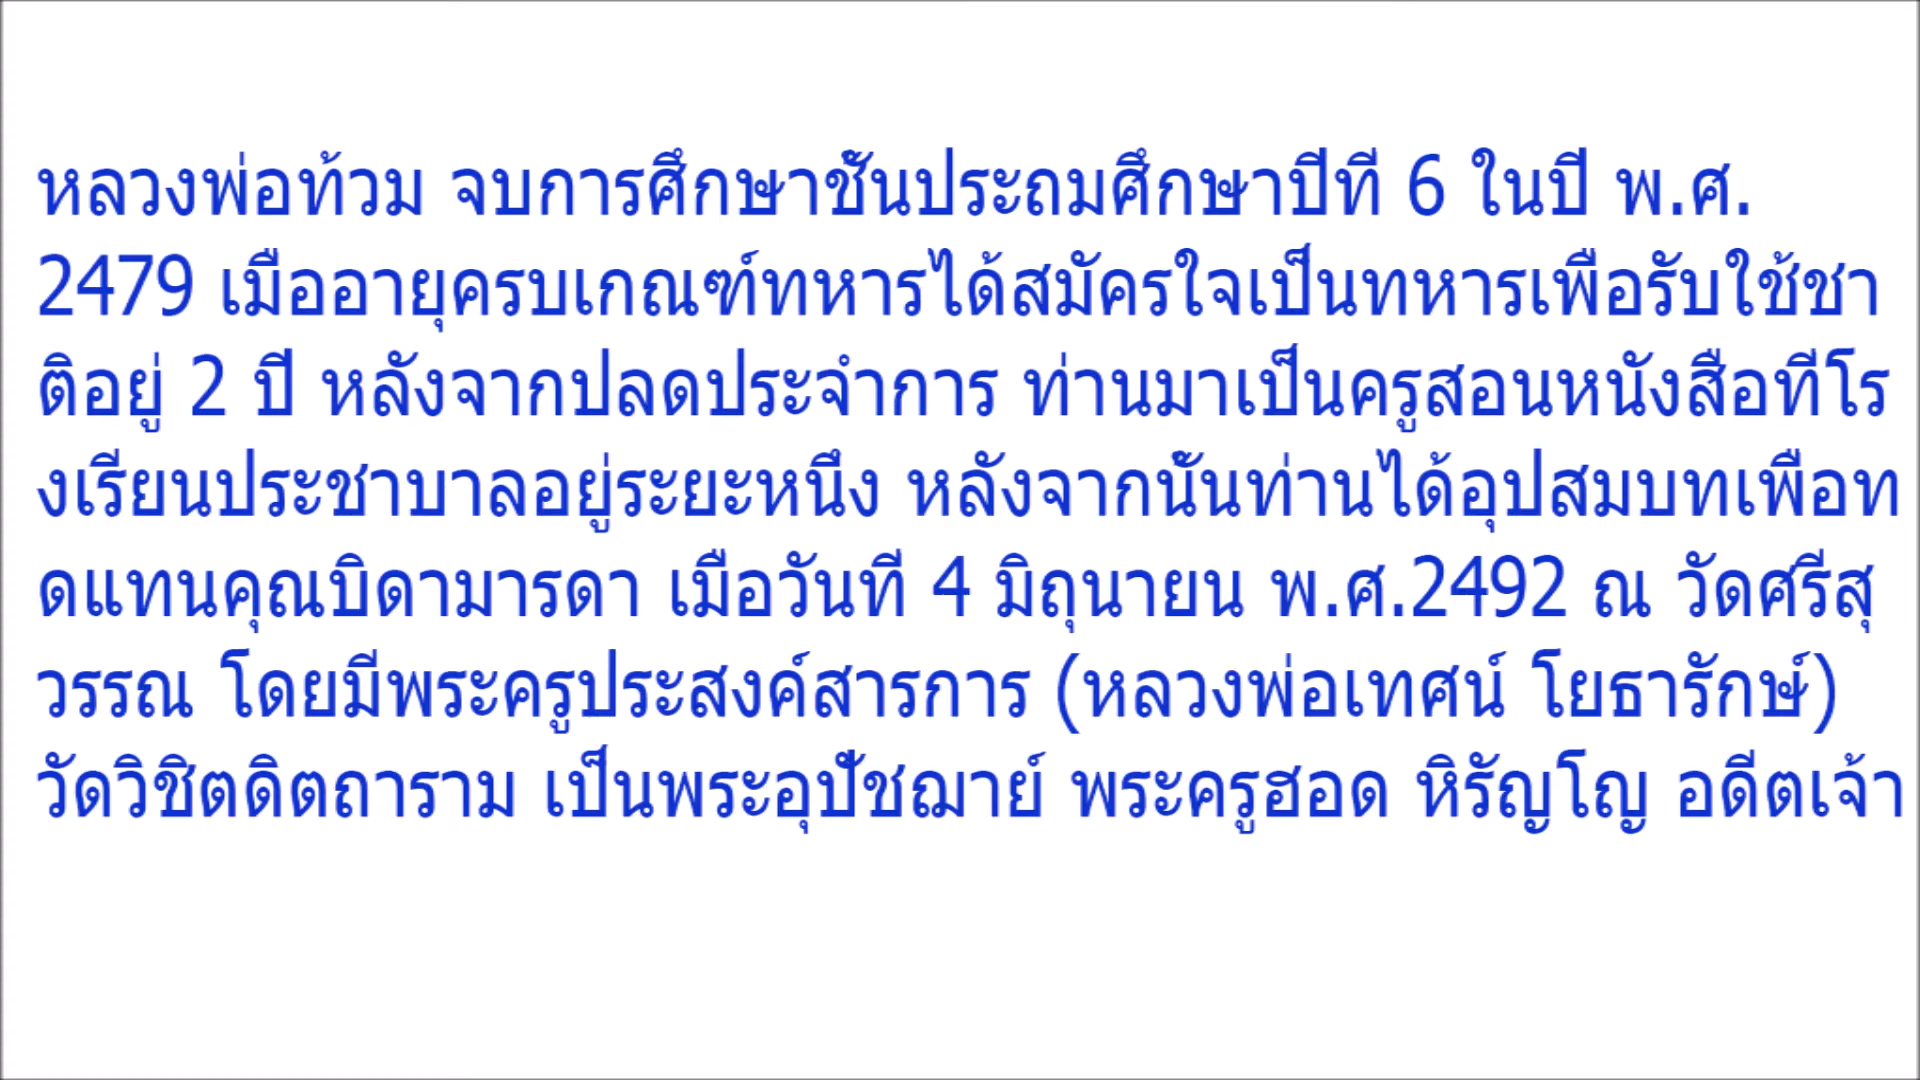 หลวงพ่อท้วม จบการศึกษาชั้นประถมศึกษาปีที่ 6 ในปี พ.ศ.
2479 เมื่ออายุครบเกณฑ์ทหารได้สมัครใจเป็นทหารเพื่อรับใช้ชา
ติอยู่ 2 ปี หลังจากปลดประจำการ ท่านมาเป็นครูสอนหนังสือที่โร
งเรียนประชาบาลอยู่ระยะหนึ่ง หลังจากนั้นท่านได้อุปสมบทเพื่อท
ดแทนคุณบิดามารดา เมื่อวันที่ 4 มิถุนายน พ.ศ.2492 ณ วัดศรีสุ
วรรณ โดยมีพระครูประสงค์สารการ (หลวงพ่อเทศน์ โยธารักษ์)
วัดวิชิตดิตถาราม เป็นพระอุปัชฌาย์ พระครูฮอด หิรัญโญ อดีตเจ้า